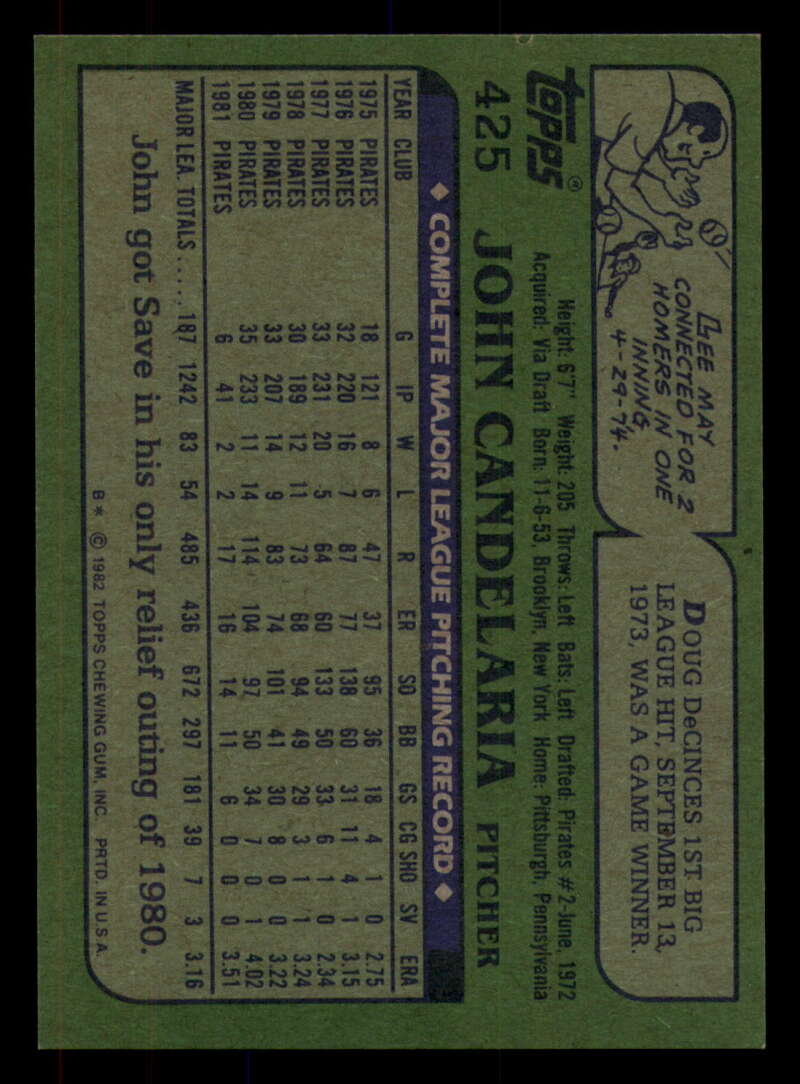 LEE MAY
CONNECTED FOR 2
HOMERS IN ONE
INNING
4-29-74.
DOUG DeCINCES 1ST BIG
LEAGUE HIT, SEPTEMBER 13,
1973, WAS A GAME WINNER.
topps®
Height: 6'7" Weight: 205 Throws: Left Bats: Left Drafted: Pirates #2-June, 1972
Acquired: Via Draft Born: 11-6-53, Brooklyn, New York Home: Pittsburgh, Pennsylvania
425 JOHN CANDELARIA PITCHER
◆ COMPLETE MAJOR LEAGUE PITCHING RECORD ◆
YEAR CLUB G IP W L R ER SO BB GS CG SHO SV ERA
1975 PIRATES 18 121 8 6 47 37 95 36 18 4 1 0 2.75
1976 PIRATES 32 220 16 7 87 77 138 60 31 11 4 1 3.15
1977 PIRATES 33 231 20 5 64 60 133 50 33 6 1 0 2.34
1978 PIRATES 30 189 12 11 73 68 94 49 29 3 1 1 3.24
1979 PIRATES 33 207 14 9 83 74 101 41 30 8 0 0 3.22
1980 PIRATES 35 233 11 14 114 104 97 50 34 7 0 1 4.02
1981 PIRATES 6 41 2 2 17 16 14 11 6 0 0 0 3.51
MAJOR LEA. TOTALS..... 187 1242 83 54 485 436 672 297 181 39 7 3 3.16
John got Save in his only relief outing of 1980.
B* © 1982 TOPPS CHEWING GUM, INC. PRTD. IN U.S.A.